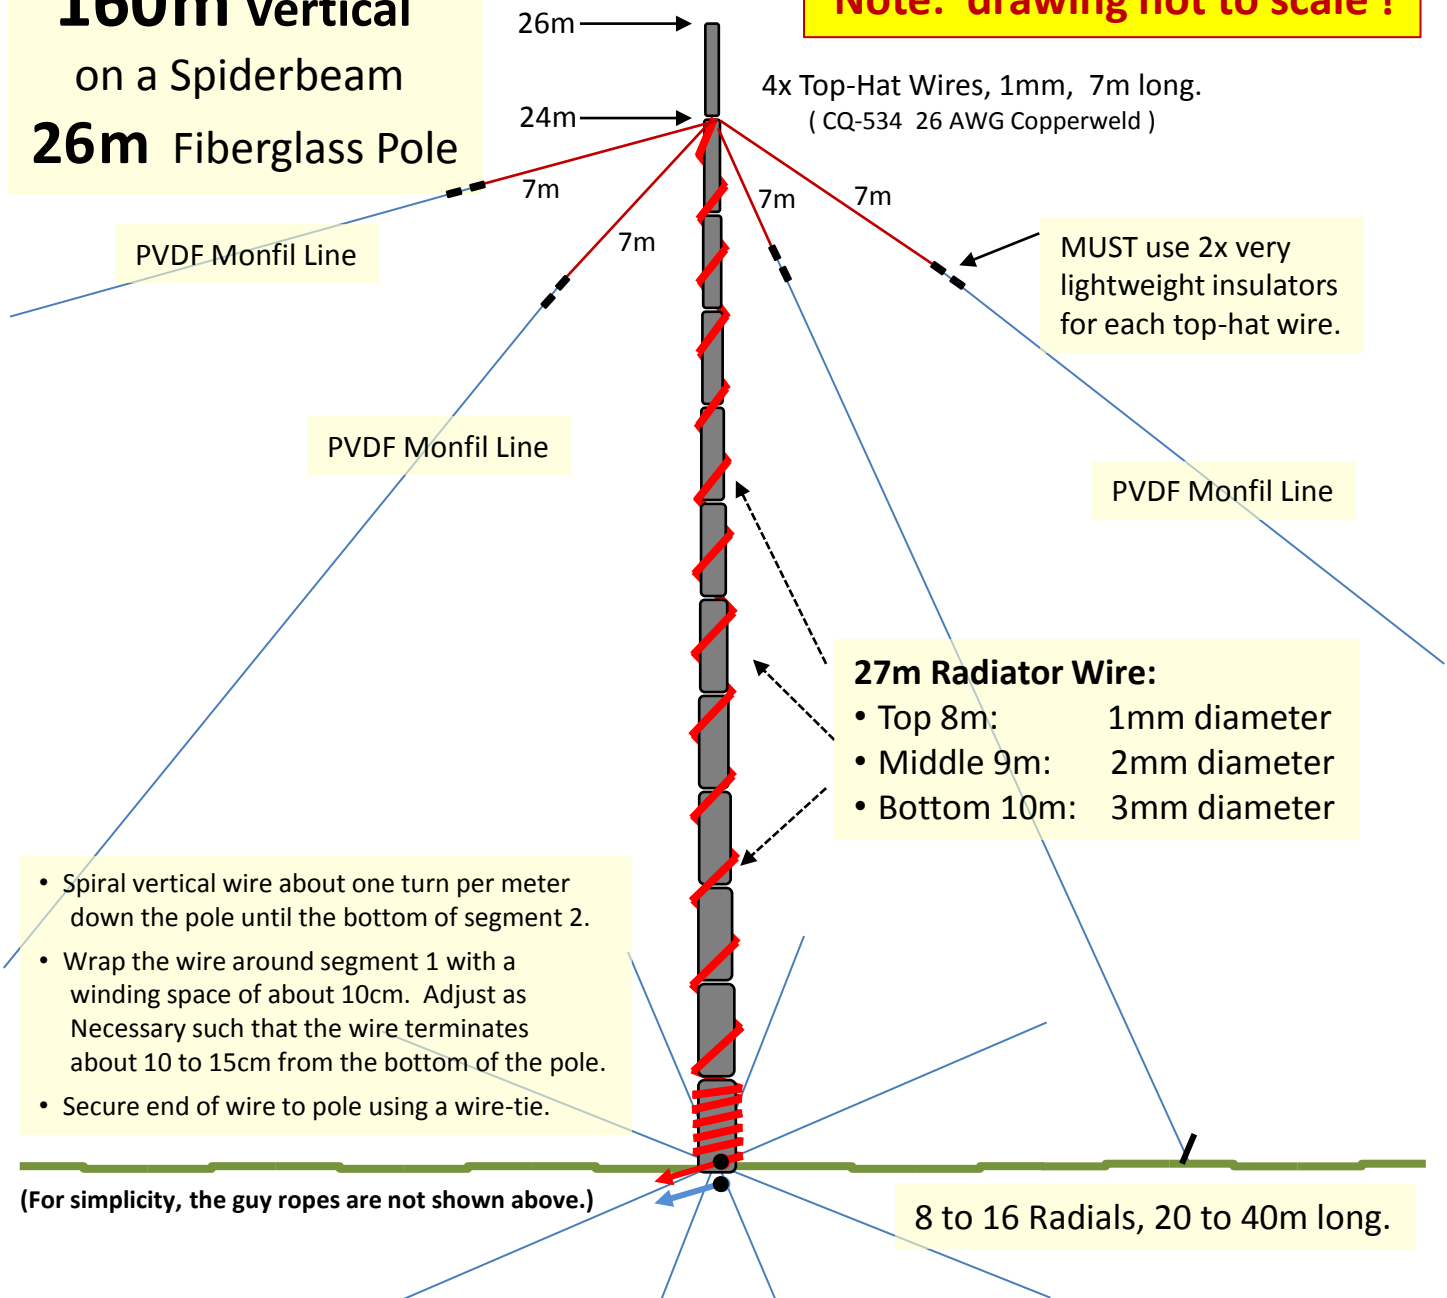 160m Vertical
on a Spiderbeam
26m Fiberglass Pole
Note: drawing not to scale !
26m
24m
4x Top-Hat Wires, 1mm, 7m long.
( CQ-534 26 AWG Copperweld )
7m
7m
7m
7m
PVDF Monfil Line
MUST use 2x very
lightweight insulators
for each top-hat wire.
PVDF Monfil Line
PVDF Monfil Line
27m Radiator Wire:
• Top 8m: 1mm diameter
• Middle 9m: 2mm diameter
• Bottom 10m: 3mm diameter
• Spiral vertical wire about one turn per meter
down the pole until the bottom of segment 2.
• Wrap the wire around segment 1 with a
winding space of about 10cm. Adjust as
Necessary such that the wire terminates
about 10 to 15cm from the bottom of the pole.
• Secure end of wire to pole using a wire-tie.
(For simplicity, the guy ropes are not shown above.)
8 to 16 Radials, 20 to 40m long.